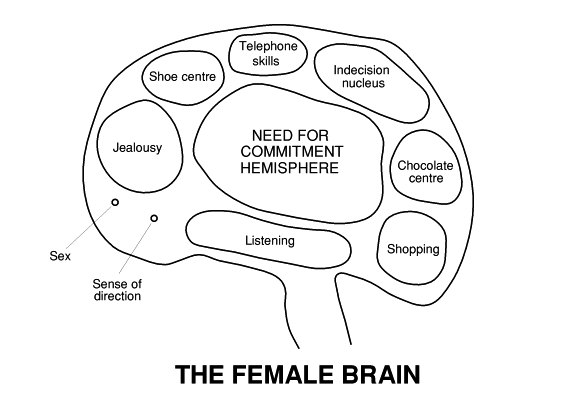 Telephone
skills
Shoe centre
Indecision
nucleus
NEED FOR
COMMITMENT
HEMISPHERE
Jealousy
Chocolate
centre
Listening
Shopping
Sex
Sense of
direction
THE FEMALE BRAIN